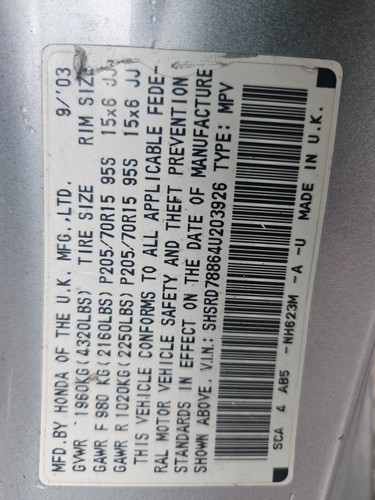 MFD.BY HONDA OF THE U.K. MFG.,LTD. 9/'03
GVWR 1960KG(4320LBS) TIRE SIZE RIM SIZE
GAWR F 980 KG(2160LBS) P205/70R15 95S 15x6 JJ
GAWR R 1020KG(2250LBS) P205/70R15 95S 15x6 JJ
THIS VEHICLE CONFORMS TO ALL APPLICABLE FEDE-
RAL MOTOR VEHICLE SAFETY AND THEFT PREVENTION
STANDARDS IN EFFECT ON THE DATE OF MANUFACTURE
SHOWN ABOVE. V.I.N: SHSRD78864U203926 TYPE: MPV
SCA 4 AB5 -NH623M -A -U MADE IN U.K.